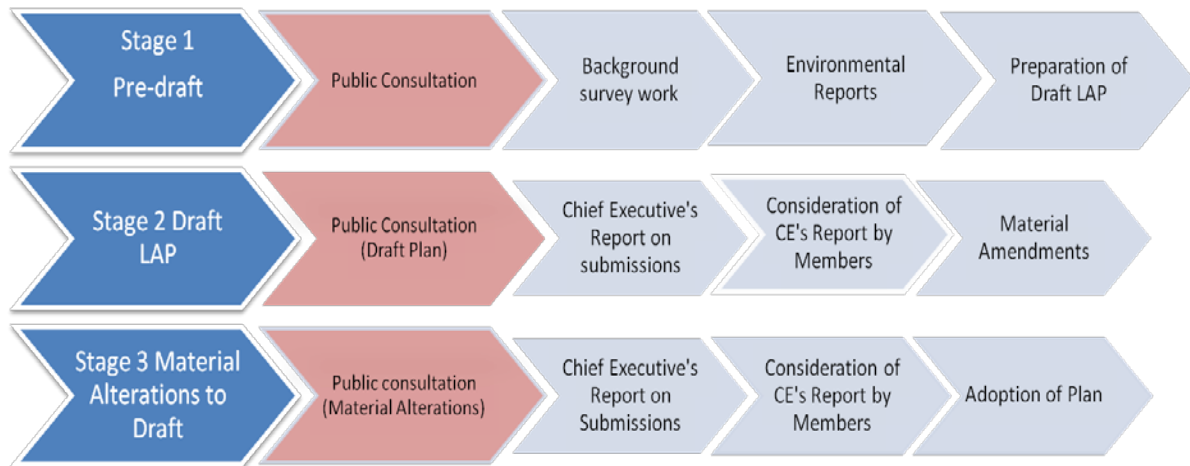 Stage 1
Pre-draft
Public Consultation
Background
survey work
Environmental
Reports
Preparation of
Draft LAP
Stage 2 Draft
LAP
Public Consultation
(Draft Plan)
Chief Executive's
Report on
submissions
Consideration of
CE's Report by
Members
Material
Amendments
Stage 3 Material
Alterations to
Draft
Public consultation
(Material Alterations)
Chief Executive's
Report on
Submissions
Consideration of
CE's Report by
Members
Adoption of Plan